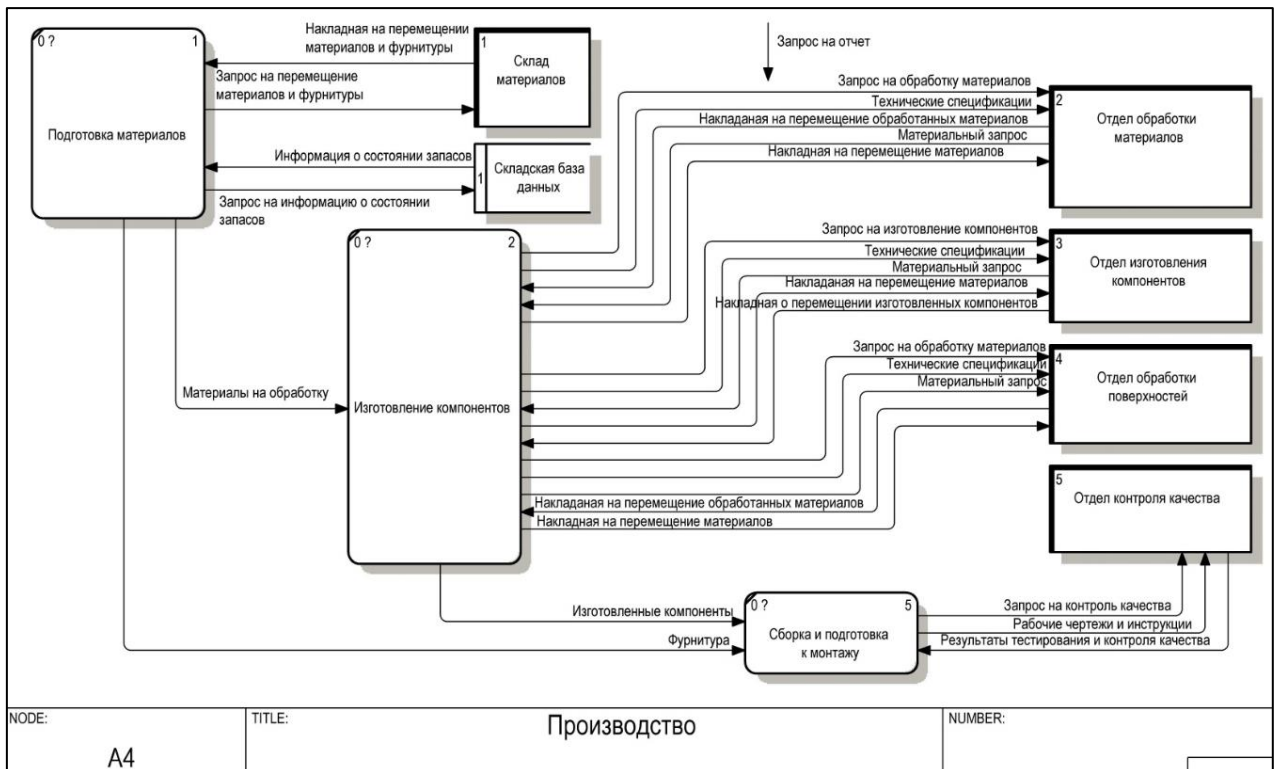 0 ?
1
Подготовка материалов
Накладная на перемещении
материалов и фурнитуры
Запрос на перемещение
материалов и фурнитуры
1
Склад
материалов
Информация о состоянии запасов
Запрос на информацию о состоянии
запасов
1
Складская база
данных
Запрос на отчет
Запрос на обработку материалов
Технические спецификации
Накладаная на перемещение обработанных материалов
Материальный запрос
Накладная на перемещение материалов
2
Отдел обработки
материалов
0 ?
2
Изготовление компонентов
Материалы на обработку
Запрос на изготовление компонентов
Технические спецификации
Материальный запрос
Накладаная на перемещение материалов
Накладная о перемещении изготовленных компонентов
3
Отдел изготовления
компонентов
Запрос на обработку материалов
Технические спецификации
Материальный запрос
4
Отдел обработки
поверхностей
Накладаная на перемещение обработанных материалов
Накладная на перемещение материалов
5
Отдел контроля качества
Изготовленные компоненты
Фурнитура
0 ?
5
Сборка и подготовка
к монтажу
Запрос на контроль качества
Рабочие чертежи и инструкции
Результаты тестирования и контроля качества
NODE:
A4
TITLE:
Производство
NUMBER: